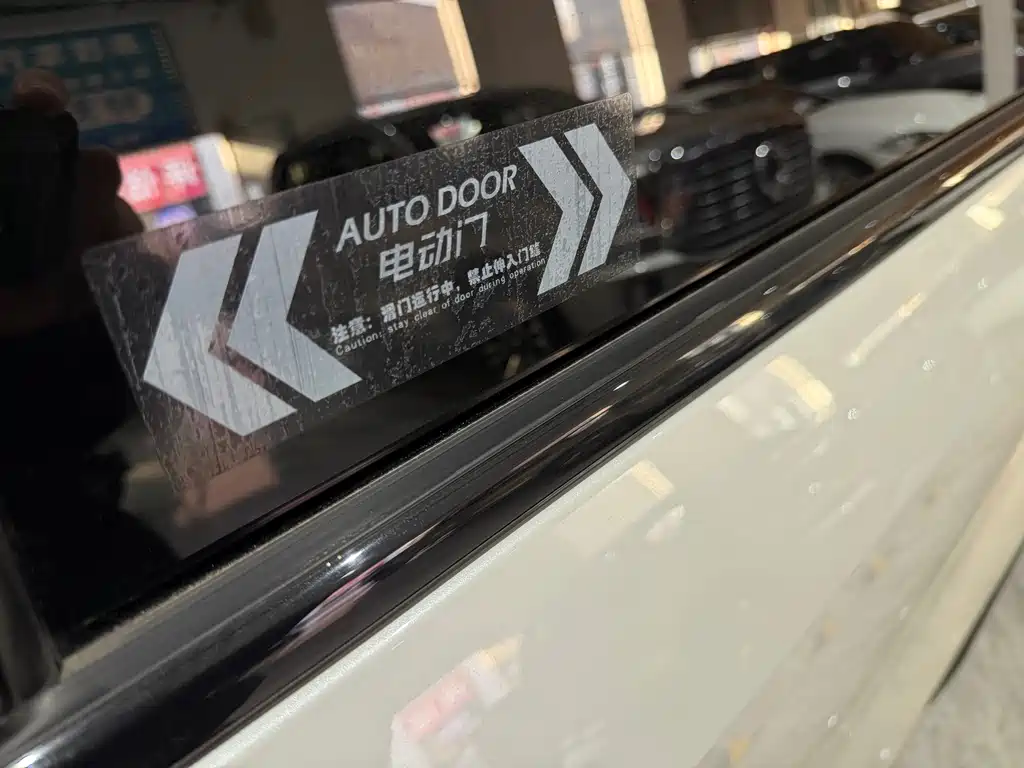 AUTO DOOR
电动门
注意：滑门运行中，禁止伸入门缝
Caution: stay clear of door during operation